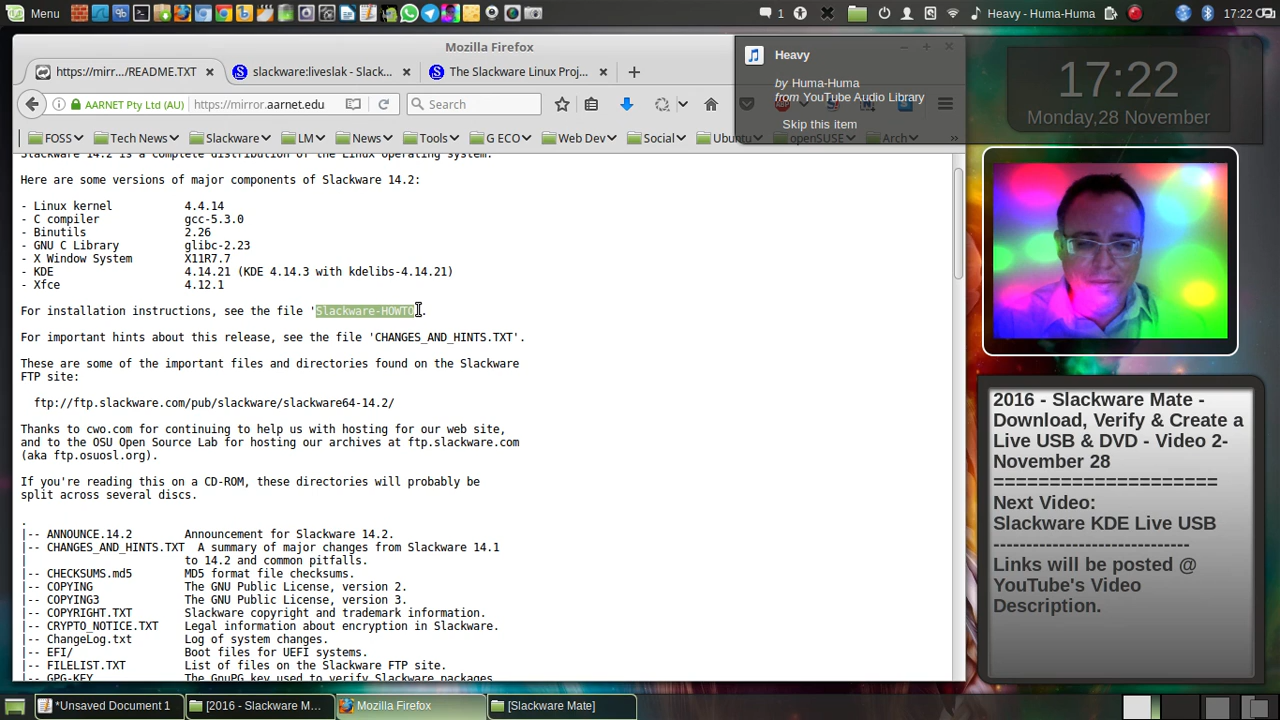 Menu
1
Heavy - Huma-Huma
17:22
Mozilla Firefox
https://mirr.../README.TXT
slackware:liveslak - Slack...
The Slackware Linux Proj...
AARNET Pty Ltd (AU)
https://mirror.aarnet.edu
Search
FOSS
Tech News
Slackware
LM
News
Tools
G ECO
Web Dev
Social
Ubuntu
openSUSE
Arch
»
Heavy
by Huma-Huma
from YouTube Audio Library
Skip this item
17:22
Monday,28 November
Slackware 14.2 is a complete distribution of the Linux operating system.
Here are some versions of major components of Slackware 14.2:
- Linux kernel 4.4.14
- C compiler gcc-5.3.0
- Binutils 2.26
- GNU C Library glibc-2.23
- X Window System X11R7.7
- KDE 4.14.21 (KDE 4.14.3 with kdelibs-4.14.21)
- Xfce 4.12.1
For installation instructions, see the file 'Slackware-HOWTO'.
For important hints about this release, see the file 'CHANGES_AND_HINTS.TXT'.
These are some of the important files and directories found on the Slackware
FTP site:
ftp://ftp.slackware.com/pub/slackware/slackware64-14.2/
Thanks to cwo.com for continuing to help us with hosting for our web site,
and to the OSU Open Source Lab for hosting our archives at ftp.slackware.com
(aka ftp.osuosl.org).
If you're reading this on a CD-ROM, these directories will probably be
split across several discs.
.
|-- ANNOUNCE.14.2 Announcement for Slackware 14.2.
|-- CHANGES_AND_HINTS.TXT A summary of major changes from Slackware 14.1
| to 14.2 and common pitfalls.
|-- CHECKSUMS.md5 MD5 format file checksums.
|-- COPYING The GNU Public License, version 2.
|-- COPYING3 The GNU Public License, version 3.
|-- COPYRIGHT.TXT Slackware copyright and trademark information.
|-- CRYPTO_NOTICE.TXT Legal information about encryption in Slackware.
|-- ChangeLog.txt Log of system changes.
|-- EFI/ Boot files for UEFI systems.
|-- FILELIST.TXT List of files on the Slackware FTP site.
|-- GPG-KEY The GnuPG key used to verify Slackware packages
2016 - Slackware Mate -
Download, Verify & Create a
Live USB & DVD - Video 2-
November 28
====================
Next Video:
Slackware KDE Live USB
----------------------------
Links will be posted @
YouTube's Video
Description.
*Unsaved Document 1
[2016 - Slackware M...
Mozilla Firefox
[Slackware Mate]